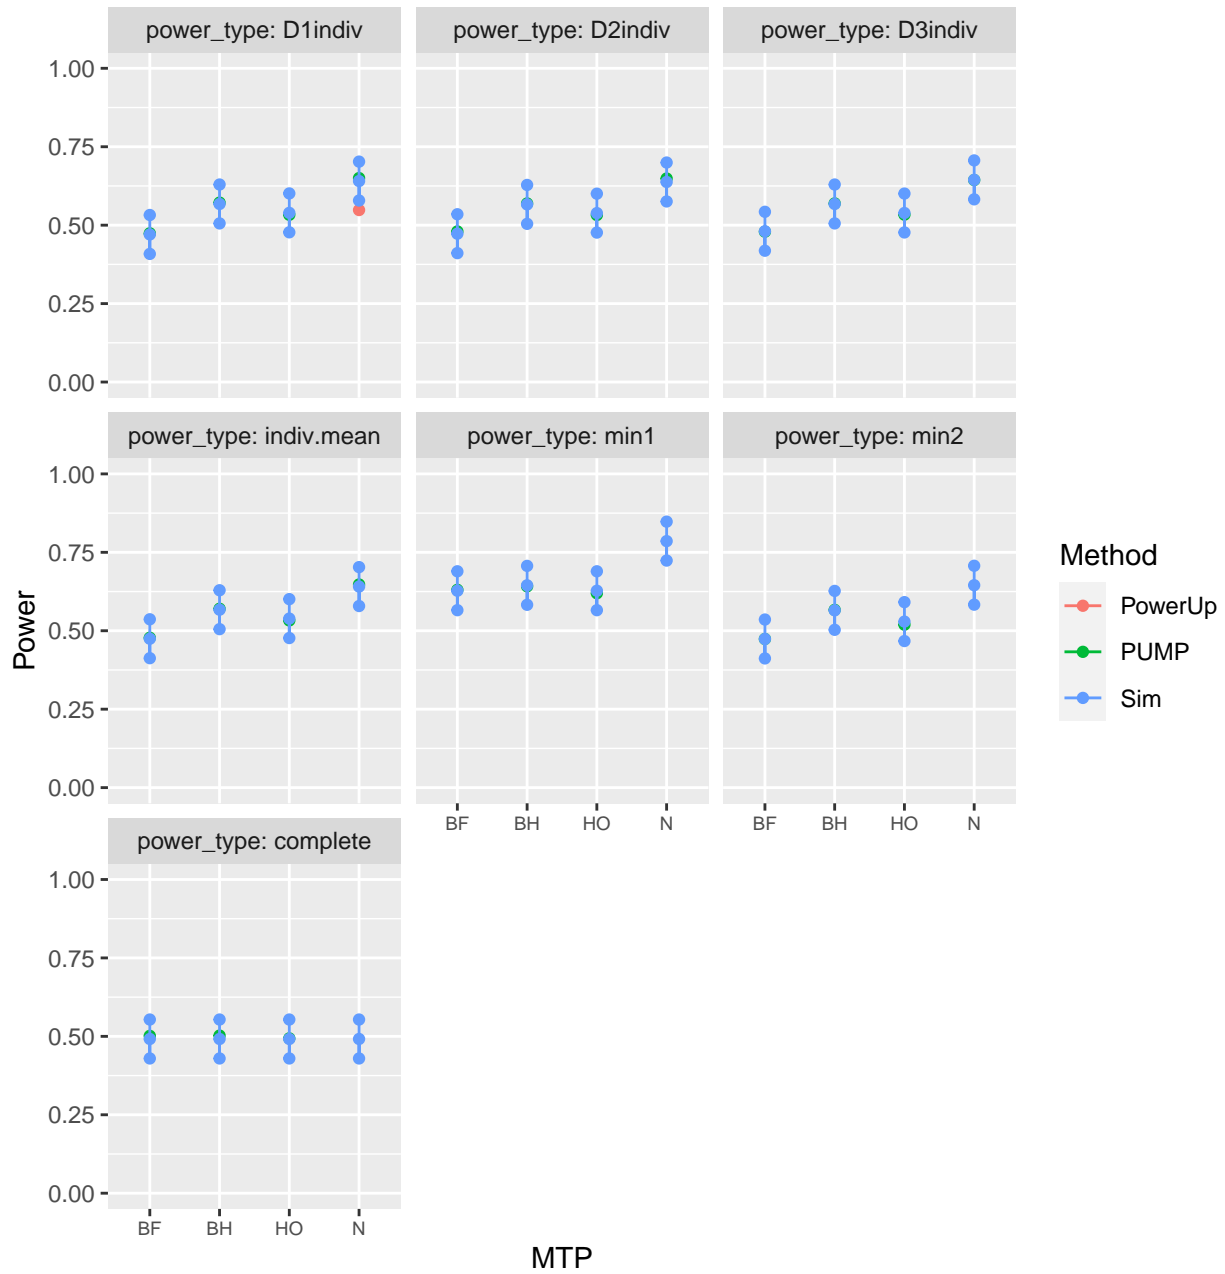 power_type: D1indiv
power_type: D2indiv
power_type: D3indiv
1.00
0.75
0.50
0.25
0.00
power_type: indiv.mean
power_type: min1
power_type: min2
1.00
0.75
0.50
0.25
0.00
BF BH HO N
BF BH HO N
power_type: complete
1.00
0.75
0.50
0.25
0.00
BF BH HO N
MTP
Power
Method
PowerUp
PUMP
Sim